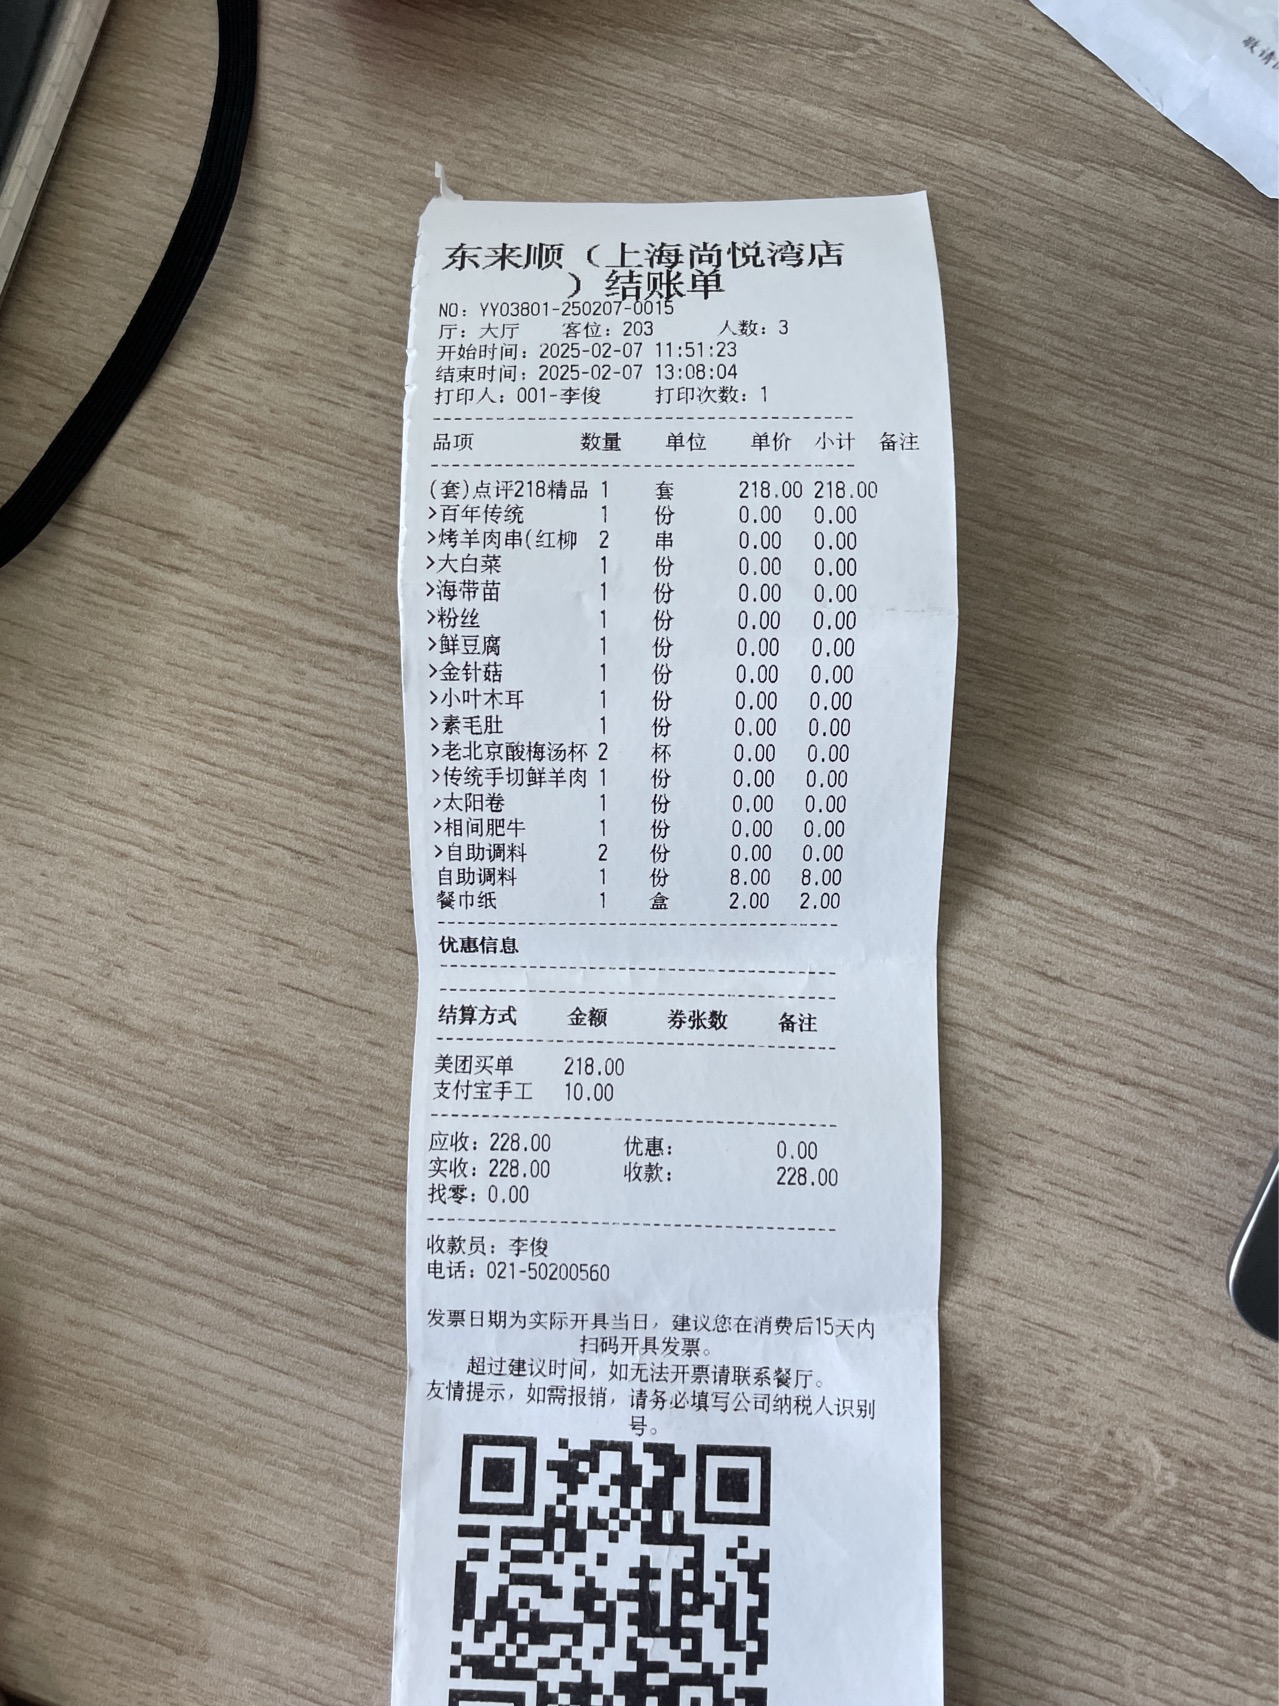 敬请
东来顺（上海尚悦湾店
）结账单
NO: YY03801-250207-0015
厅: 大厅 客位: 203 人数: 3
开始时间: 2025-02-07 11:51:23
结束时间: 2025-02-07 13:08:04
打印人: 001-李俊 打印次数: 1
品项 数量 单位 单价 小计 备注
(套)点评218精品 1 套 218.00 218.00
>百年传统 1 份 0.00 0.00
>烤羊肉串(红柳 2 串 0.00 0.00
>大白菜 1 份 0.00 0.00
>海带苗 1 份 0.00 0.00
>粉丝 1 份 0.00 0.00
>鲜豆腐 1 份 0.00 0.00
>金针菇 1 份 0.00 0.00
>小叶木耳 1 份 0.00 0.00
>素毛肚 1 份 0.00 0.00
>老北京酸梅汤杯 2 杯 0.00 0.00
>传统手切鲜羊肉 1 份 0.00 0.00
>太阳卷 1 份 0.00 0.00
>相间肥牛 1 份 0.00 0.00
>自助调料 2 份 0.00 0.00
自助调料 1 份 8.00 8.00
餐巾纸 1 盒 2.00 2.00
优惠信息
结算方式 金额 券张数 备注
美团买单 218.00
支付宝手工 10.00
应收: 228.00 优惠: 0.00
实收: 228.00 收款: 228.00
找零: 0.00
收款员: 李俊
电话: 021-50200560
发票日期为实际开具当日，建议您在消费后15天内
扫码开具发票。
超过建议时间，如无法开票请联系餐厅。
友情提示，如需报销，请务必填写公司纳税人识别
号。